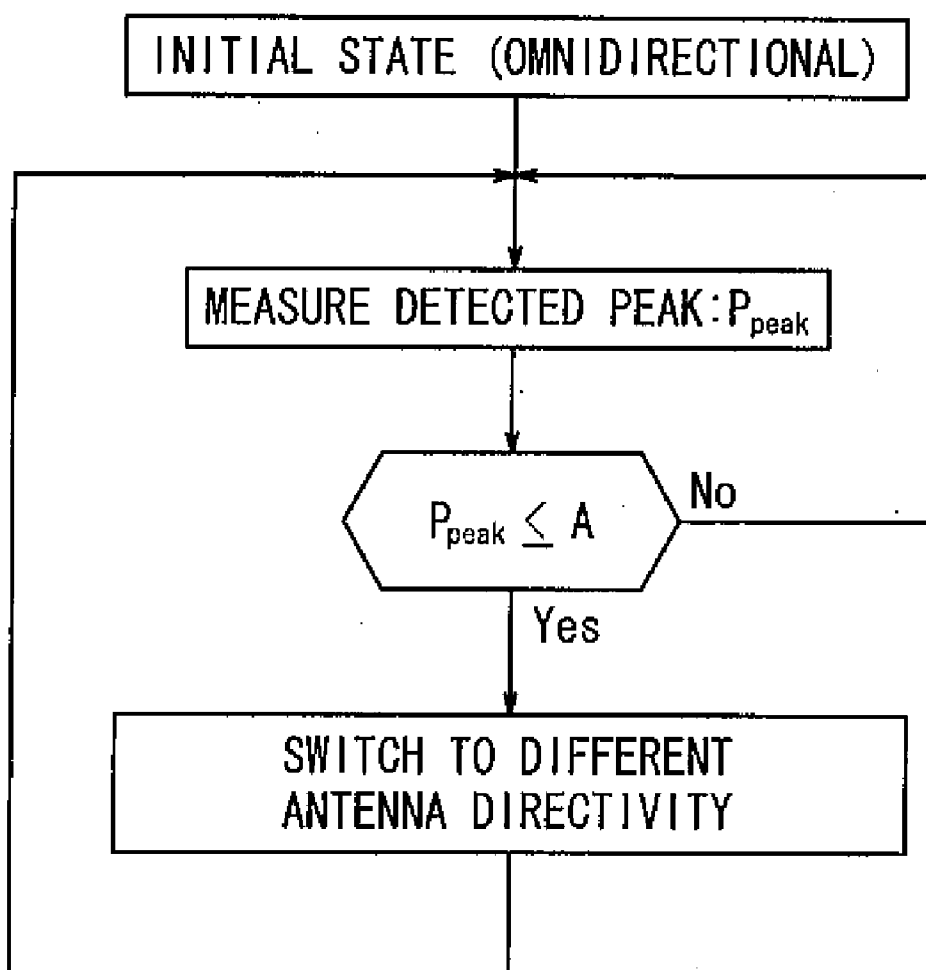 INITIAL STATE (OMNIDIRECTIONAL)
MEASURE DETECTED PEAK:Ppeak
Ppeak ≤ A
No
Yes
SWITCH TO DIFFERENT
ANTENNA DIRECTIVITY